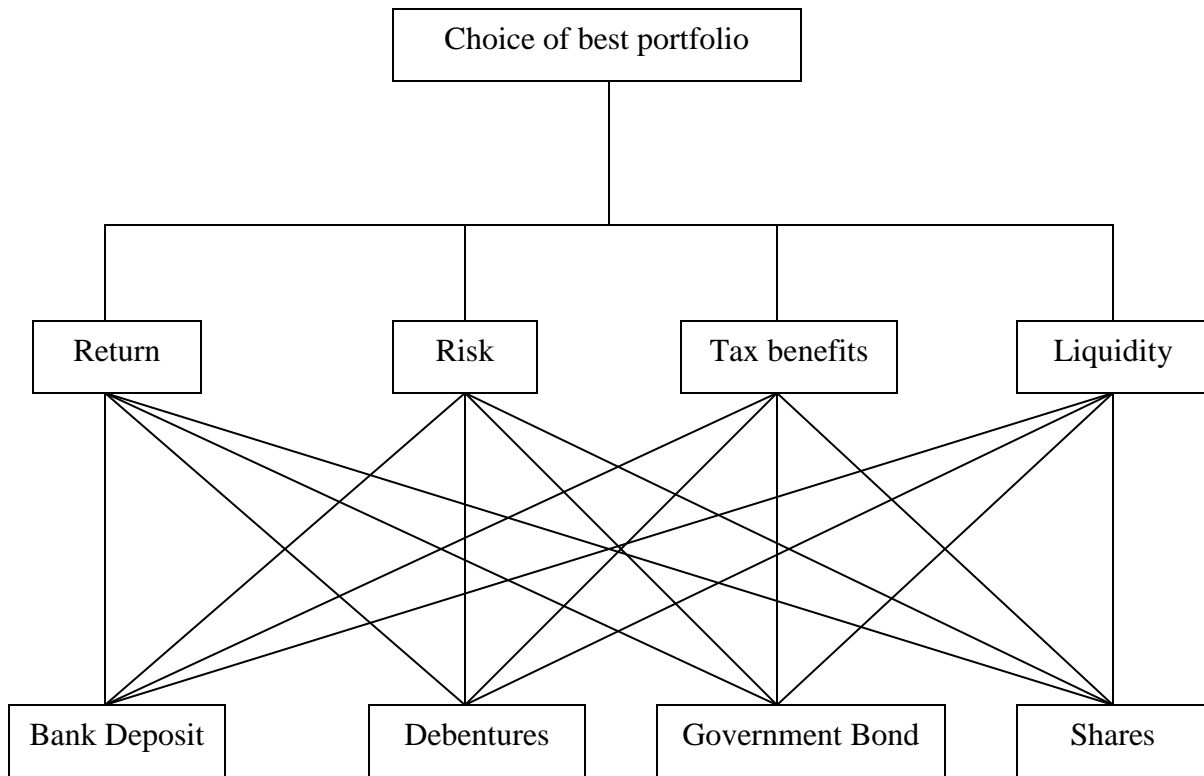 Choice of best portfolio
Return
Risk
Tax benefits
Liquidity
Bank Deposit
Debentures
Government Bond
Shares